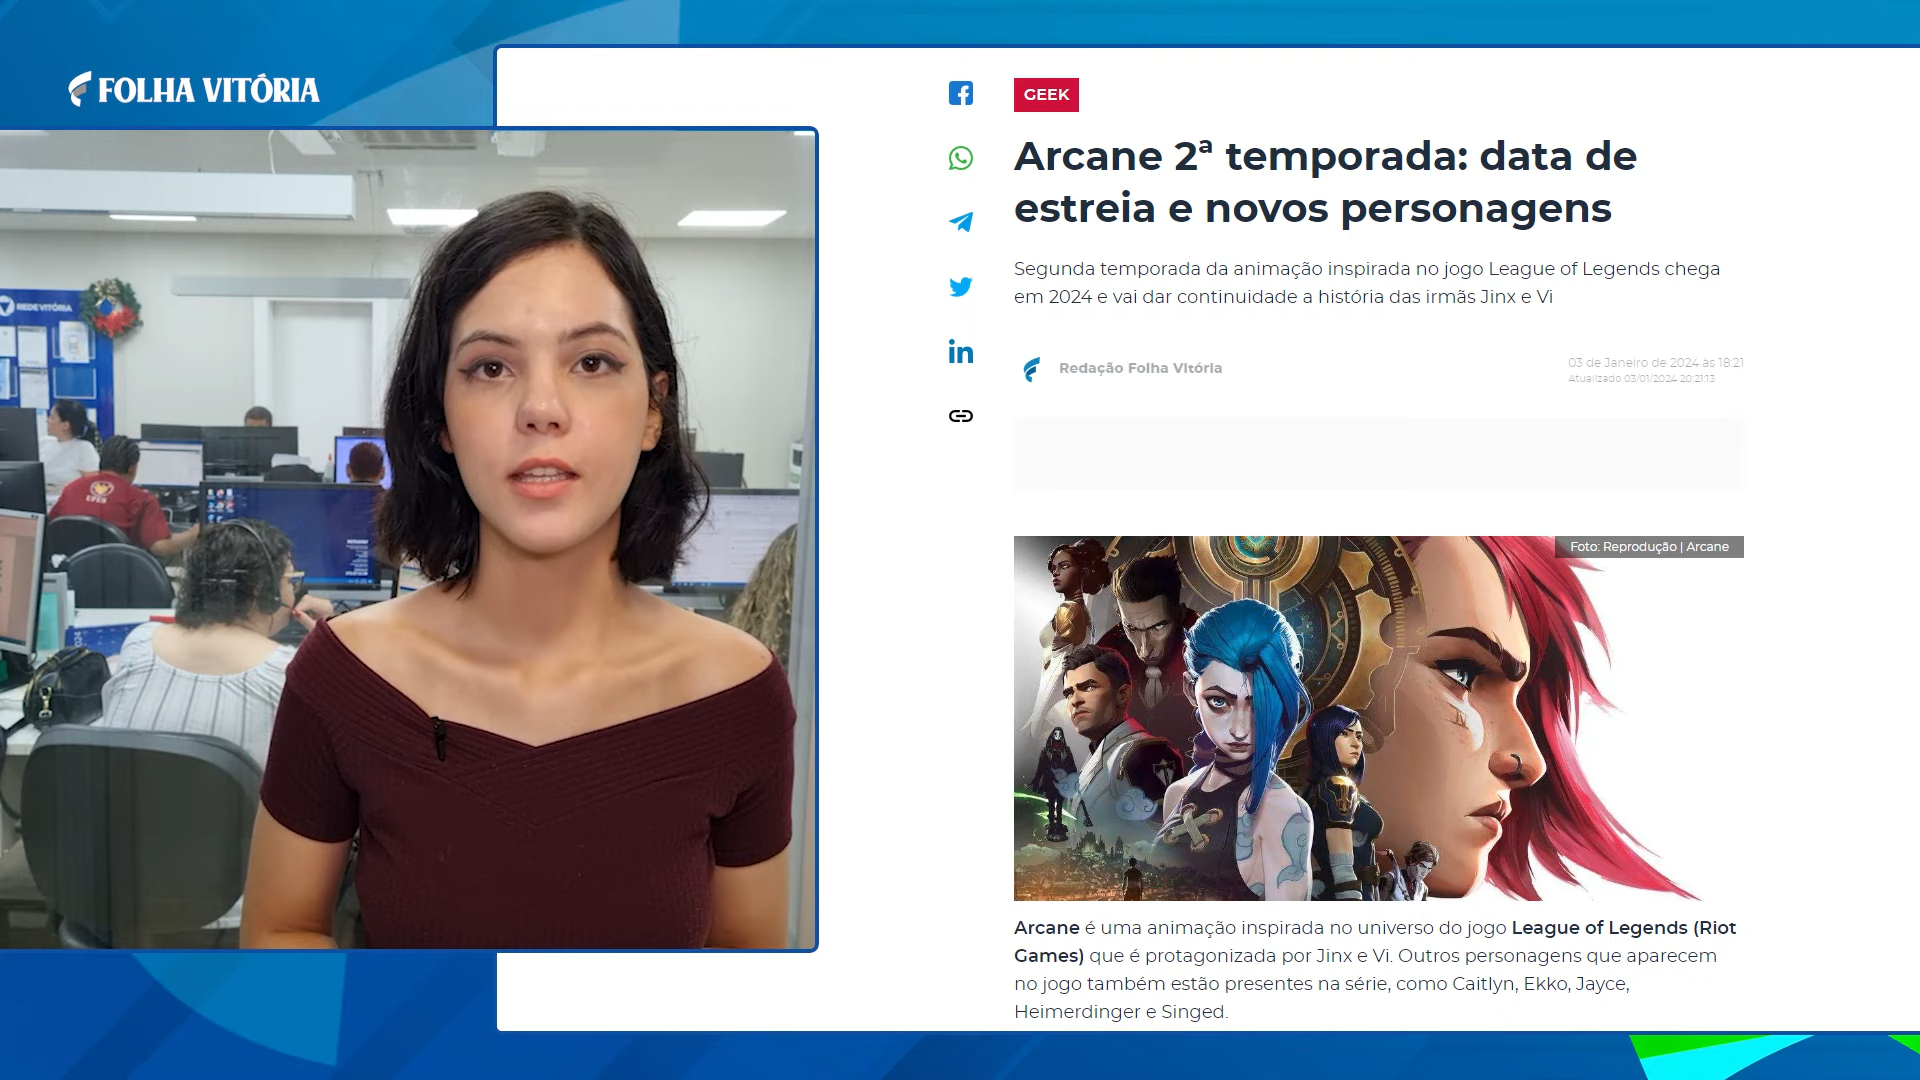 FOLHA VITÓRIA
REDE VITÓRIA
GEEK
Arcane 2ª temporada: data de
estreia e novos personagens
Segunda temporada da animação inspirada no jogo League of Legends chega
em 2024 e vai dar continuidade a história das irmãs Jinx e Vi
Redação Folha Vitória
03 de Janeiro de 2024 às 18:21
Atualizado 03/01/2024 20:21:13
Foto: Reprodução | Arcane
Arcane é uma animação inspirada no universo do jogo League of Legends (Riot
Games) que é protagonizada por Jinx e Vi. Outros personagens que aparecem
no jogo também estão presentes na série, como Caitlyn, Ekko, Jayce,
Heimerdinger e Singed.